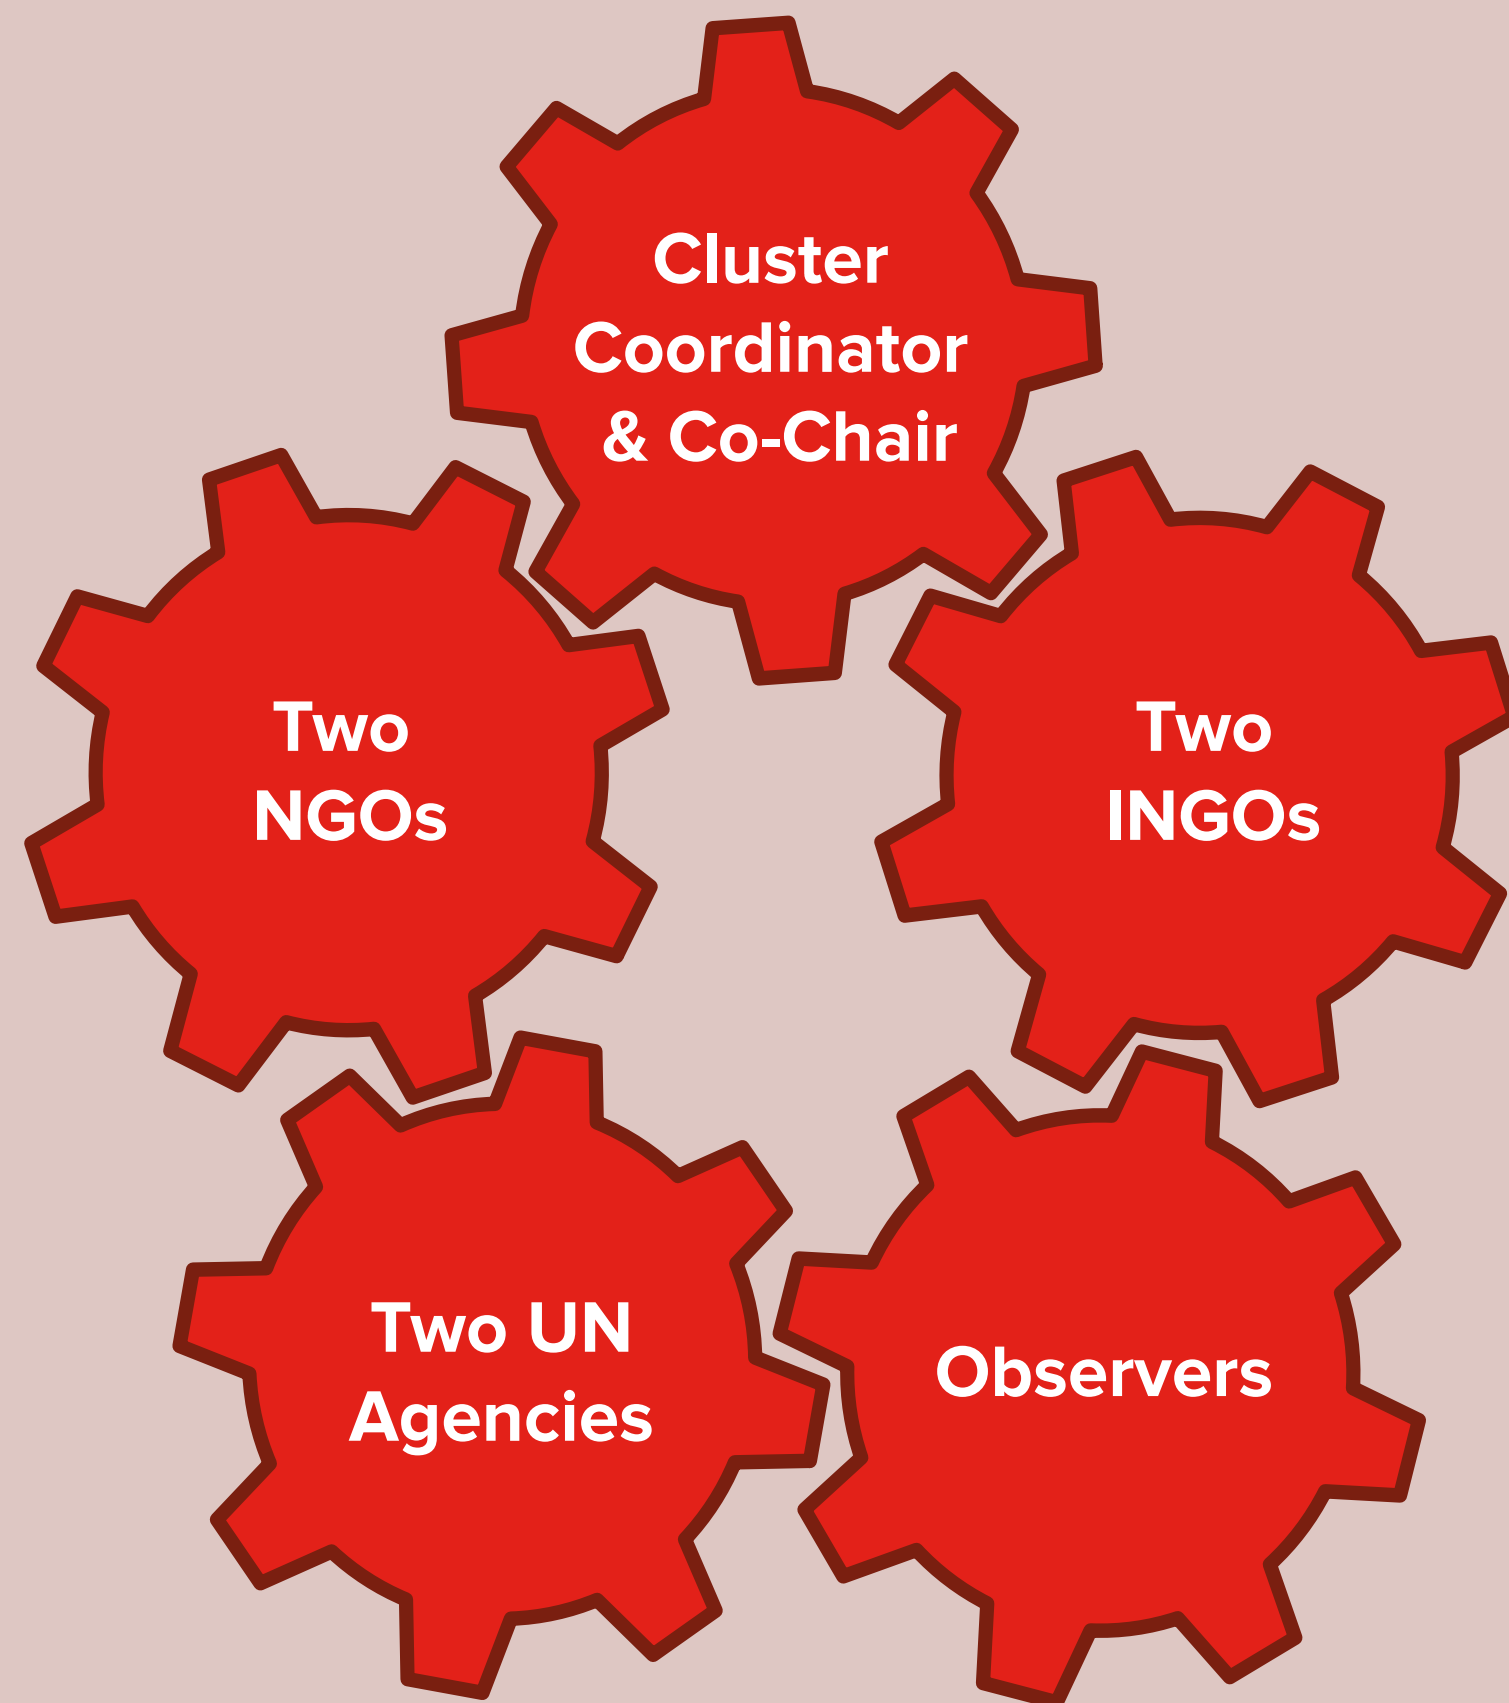 Cluster
Coordinator
& Co-Chair
Two
NGOs
Two
INGOs
Two UN
Agencies
Observers